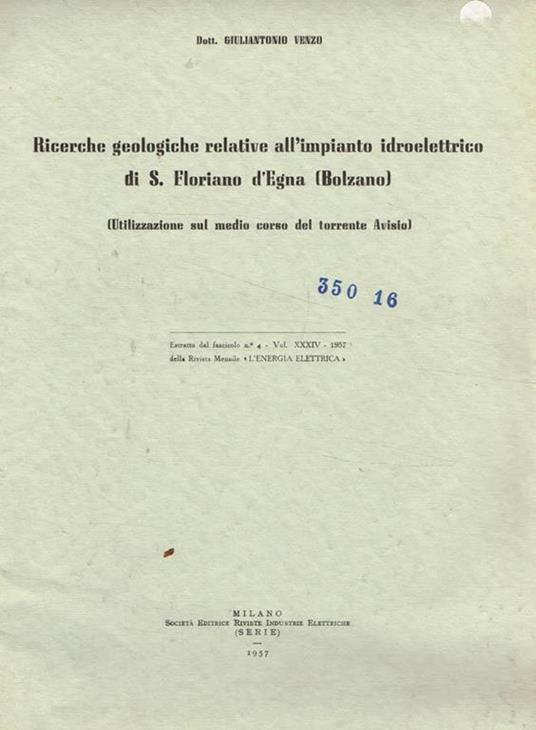 Dott. GIULIANTONIO VENZO
Ricerche geologiche relative all'impianto idroelettrico
di S. Floriano d'Egna (Bolzano)
(Utilizzazione sul medio corso del torrente Avisio)
350 16
Estratto dal fascicolo n.° 4 - Vol. XXXIV - 1957
della Rivista Mensile «L'ENERGIA ELETTRICA»
MILANO
Società Editrice Riviste Industrie Elettriche
(SERIE)
1957